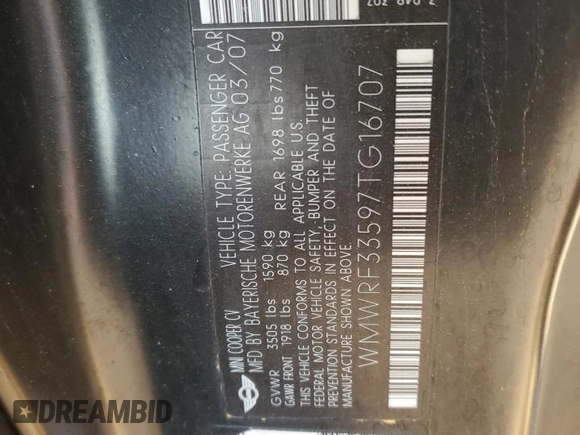 MINI COOPER CV
VEHICLE TYPE: PASSENGER CAR
MFD BY BAYERISCHE MOTORENWERKE AG 03/07
GVWR 3505 lbs 1590 kg
GAWR FRONT 1918 lbs 870 kg REAR 1698 lbs 770 kg
THIS VEHICLE CONFORMS TO ALL APPLICABLE U.S.
FEDERAL MOTOR VEHICLE SAFETY, BUMPER AND THEFT
PREVENTION STANDARDS IN EFFECT ON THE DATE OF
MANUFACTURE SHOWN ABOVE.
WMWRF33597TG16707
DREAMBID